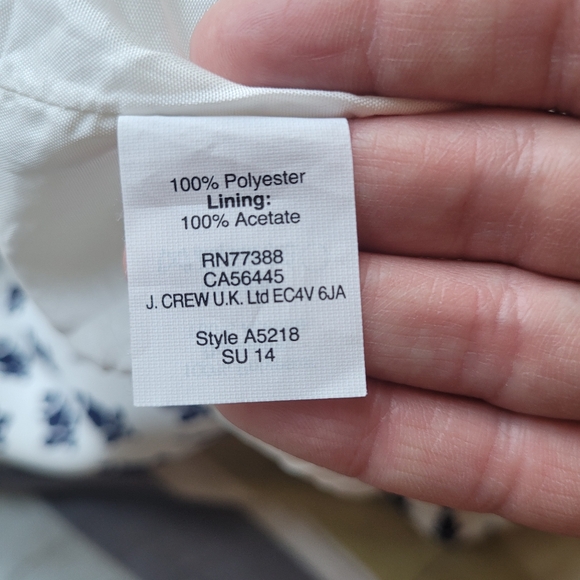 100% Polyester
Lining:
100% Acetate
RN77388
CA56445
J. CREW U.K. Ltd EC4V 6JA
Style A5218
SU 14